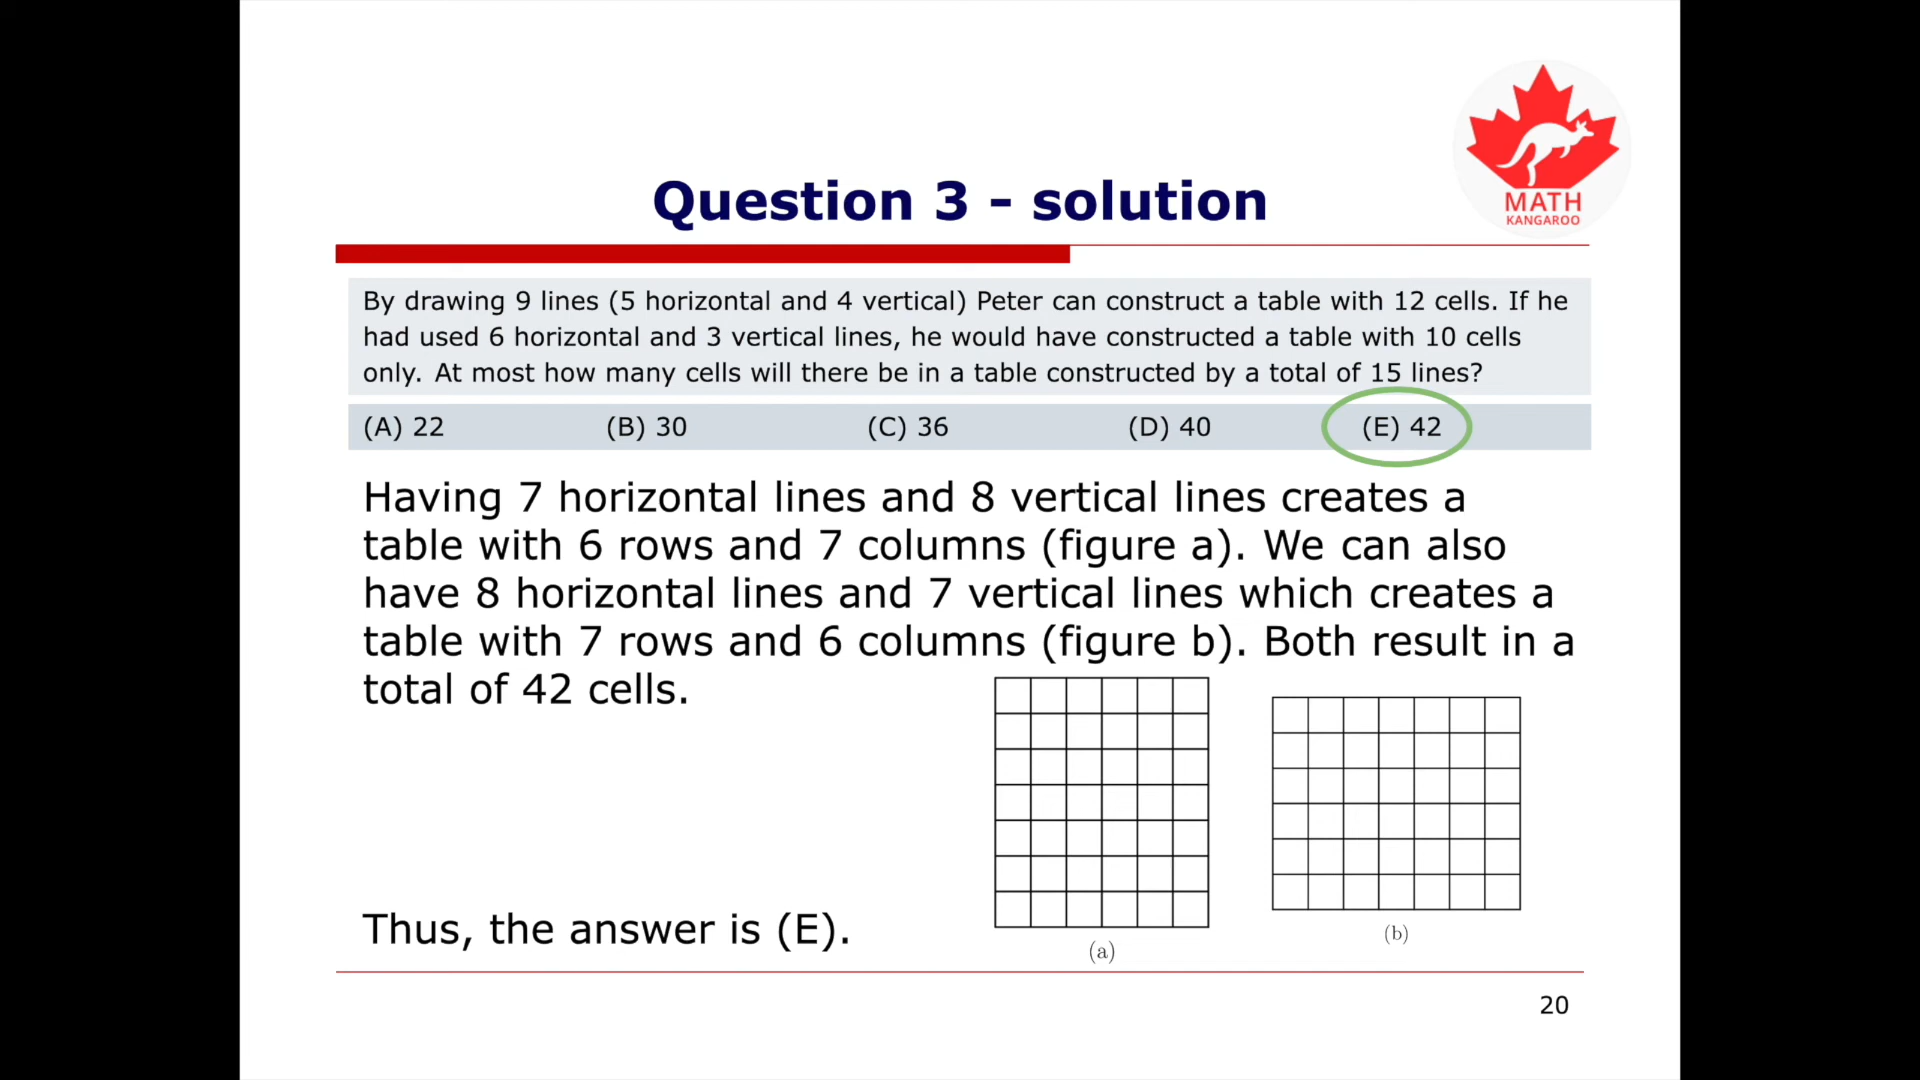 MATH
KANGAROO
Question 3 – solution
By drawing 9 lines (5 horizontal and 4 vertical) Peter can construct a table with 12 cells. If he
had used 6 horizontal and 3 vertical lines, he would have constructed a table with 10 cells
only. At most how many cells will there be in a table constructed by a total of 15 lines?
(A) 22 (B) 30 (C) 36 (D) 40 (E) 42
Having 7 horizontal lines and 8 vertical lines creates a
table with 6 rows and 7 columns (figure a). We can also
have 8 horizontal lines and 7 vertical lines which creates a
table with 7 rows and 6 columns (figure b). Both result in a
total of 42 cells.
Thus, the answer is (E).
(a)
(b)
20